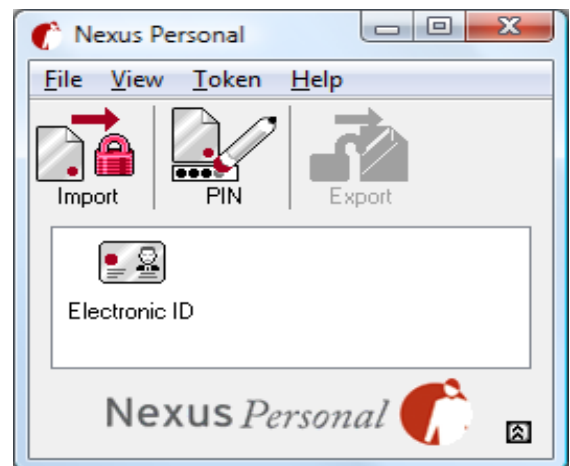 Nexus Personal
File View Token Help
Import PIN Export
Electronic ID
Nexus Personal